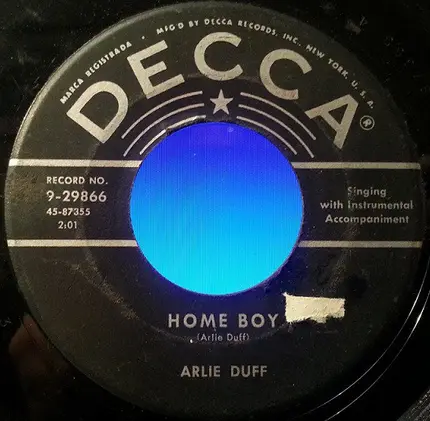 MARCA REGISTRADA • MFG'D BY DECCA RECORDS, INC., NEW YORK, U.S.A.
DECCA®
RECORD NO.
9-29866
45-87355
2:01
Singing
with Instrumental
Accompaniment
HOME BOY
(Arlie Duff)
ARLIE DUFF